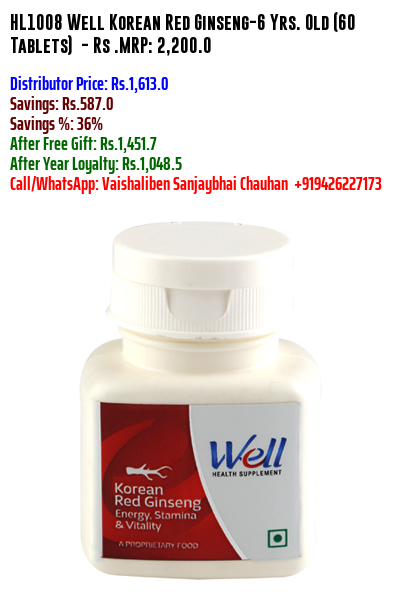 HL1008 Well Korean Red Ginseng-6 Yrs. Old (60
Tablets) - Rs .MRP: 2,200.0
Distributor Price: Rs.1,613.0
Savings: Rs.587.0
Savings %: 36%
After Free Gift: Rs.1,451.7
After Year Loyalty: Rs.1,048.5
Call/WhatsApp: Vaishaliben Sanjaybhai Chauhan +919426227173
Well
HEALTH SUPPLEMENT
Korean
Red Ginseng
Energy, Stamina
& Vitality
A PROPRIETARY FOOD